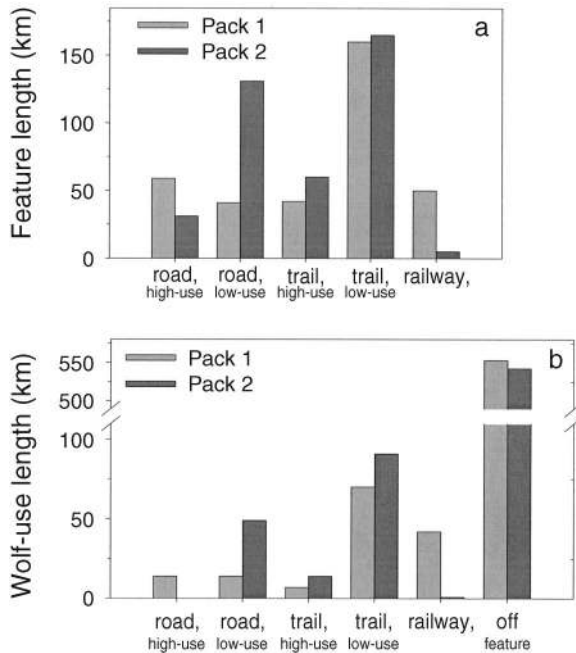 a
Pack 1
Pack 2
Feature length (km)
150
100
50
0
road, road, trail, trail, railway,
high-use low-use high-use low-use
b
Pack 1
Pack 2
Wolf-use length (km)
550
500
100
50
0
road, road, trail, trail, railway, off
high-use low-use high-use low-use feature